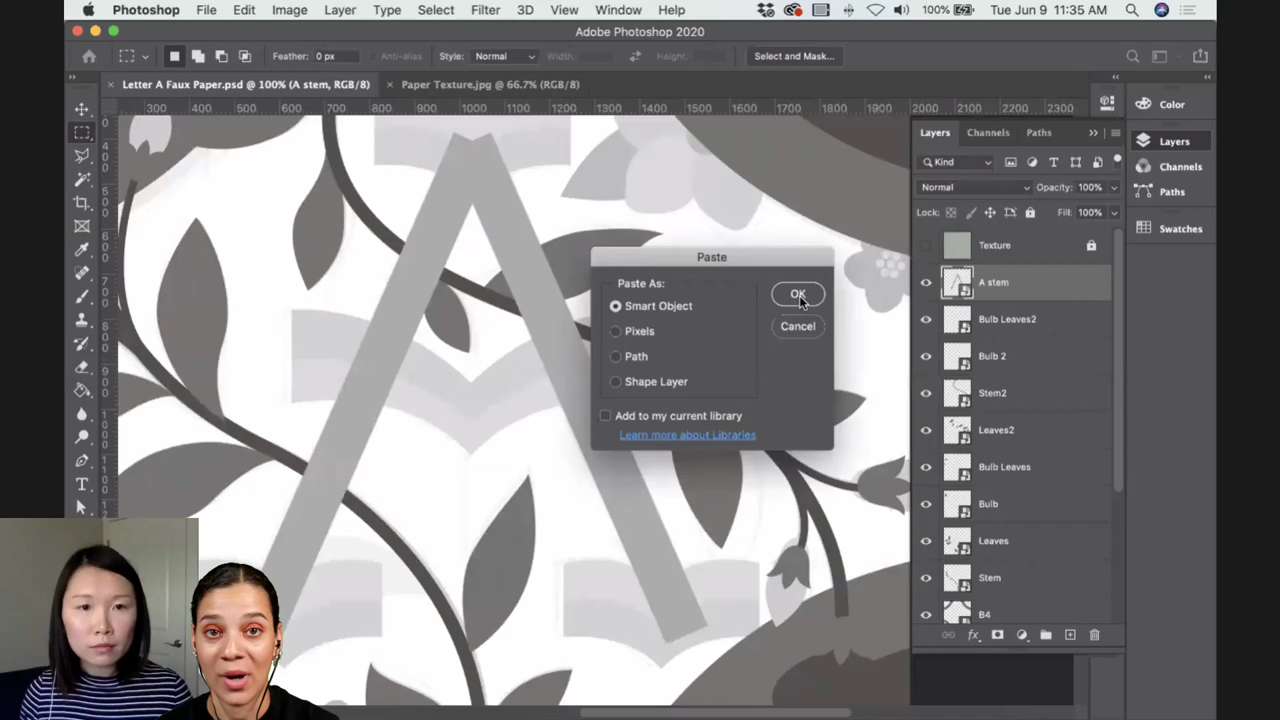 Photoshop File Edit Image Layer Type Select Filter 3D View Window Help 100% Tue Jun 9 11:35 AM
Adobe Photoshop 2020
Feather: 0 px Anti-alias Style: Normal Width: Height: Select and Mask...
Letter A Faux Paper.psd @ 100% (A stem, RGB/8) Paper Texture.jpg @ 66.7% (RGB/8)
300 400 500 600 700 800 900 1000 1100 1200 1300 1400 1500 1600 1700 1800 1900 2000 2100 2200 2300
Color
Layers Channels Paths
Layers
Kind
Channels
Normal Opacity: 100%
Paths
Lock: Fill: 100%
Swatches
Texture
Paste
A stem
Paste As:
OK
Smart Object
Bulb Leaves2
Cancel
Pixels
Path
Bulb 2
Shape Layer
Stem2
Add to my current library
Leaves2
Learn more about Libraries
Bulb Leaves
Bulb
Leaves
Stem
B4